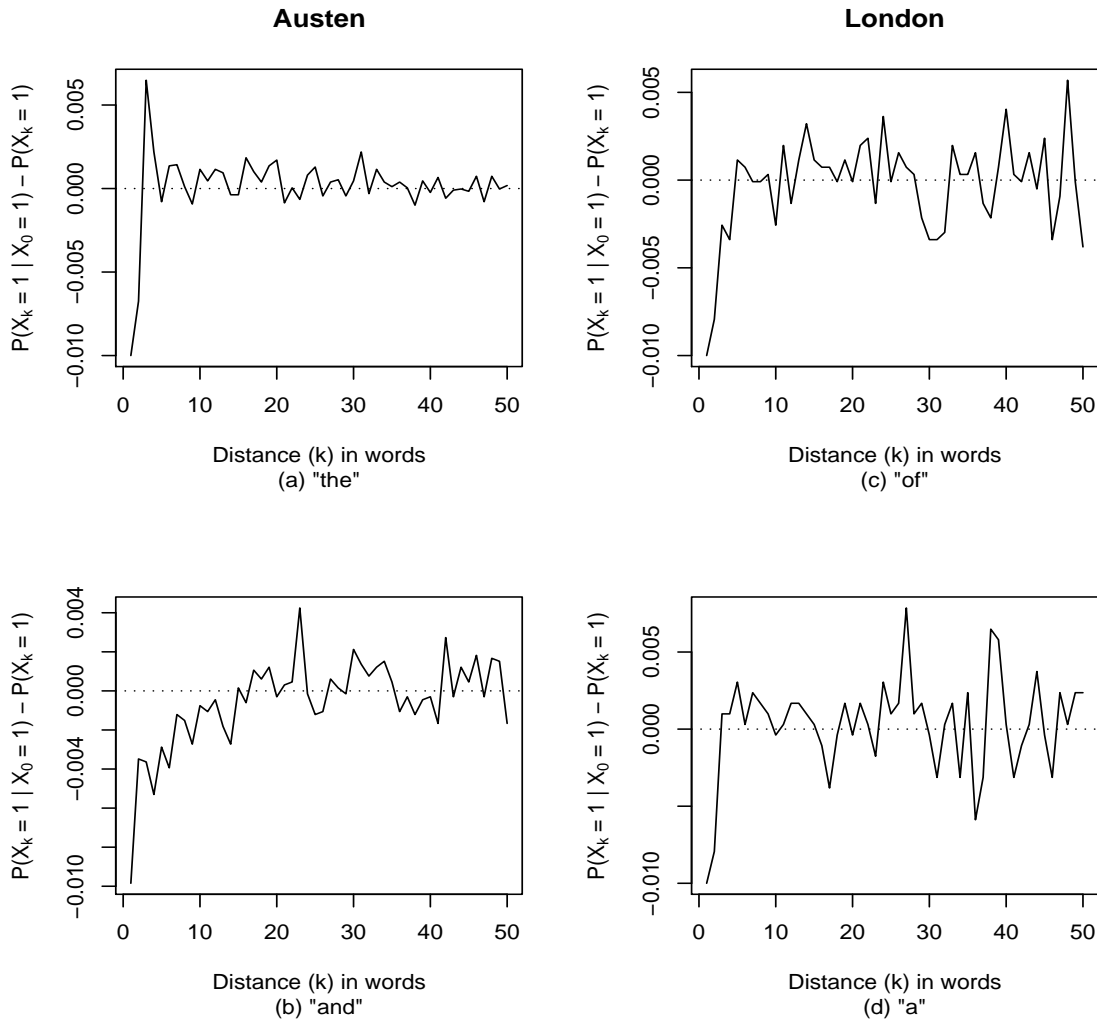 Austen
London
P(Xk = 1 | X0 = 1) − P(Xk = 1)
0.005
0.000
−0.005
−0.010
0 10 20 30 40 50
Distance (k) in words
(a) "the"
P(Xk = 1 | X0 = 1) − P(Xk = 1)
0.005
0.000
−0.005
−0.010
0 10 20 30 40 50
Distance (k) in words
(c) "of"
P(Xk = 1 | X0 = 1) − P(Xk = 1)
0.004
0.000
−0.004
−0.010
0 10 20 30 40 50
Distance (k) in words
(b) "and"
P(Xk = 1 | X0 = 1) − P(Xk = 1)
0.005
0.000
−0.010
0 10 20 30 40 50
Distance (k) in words
(d) "a"